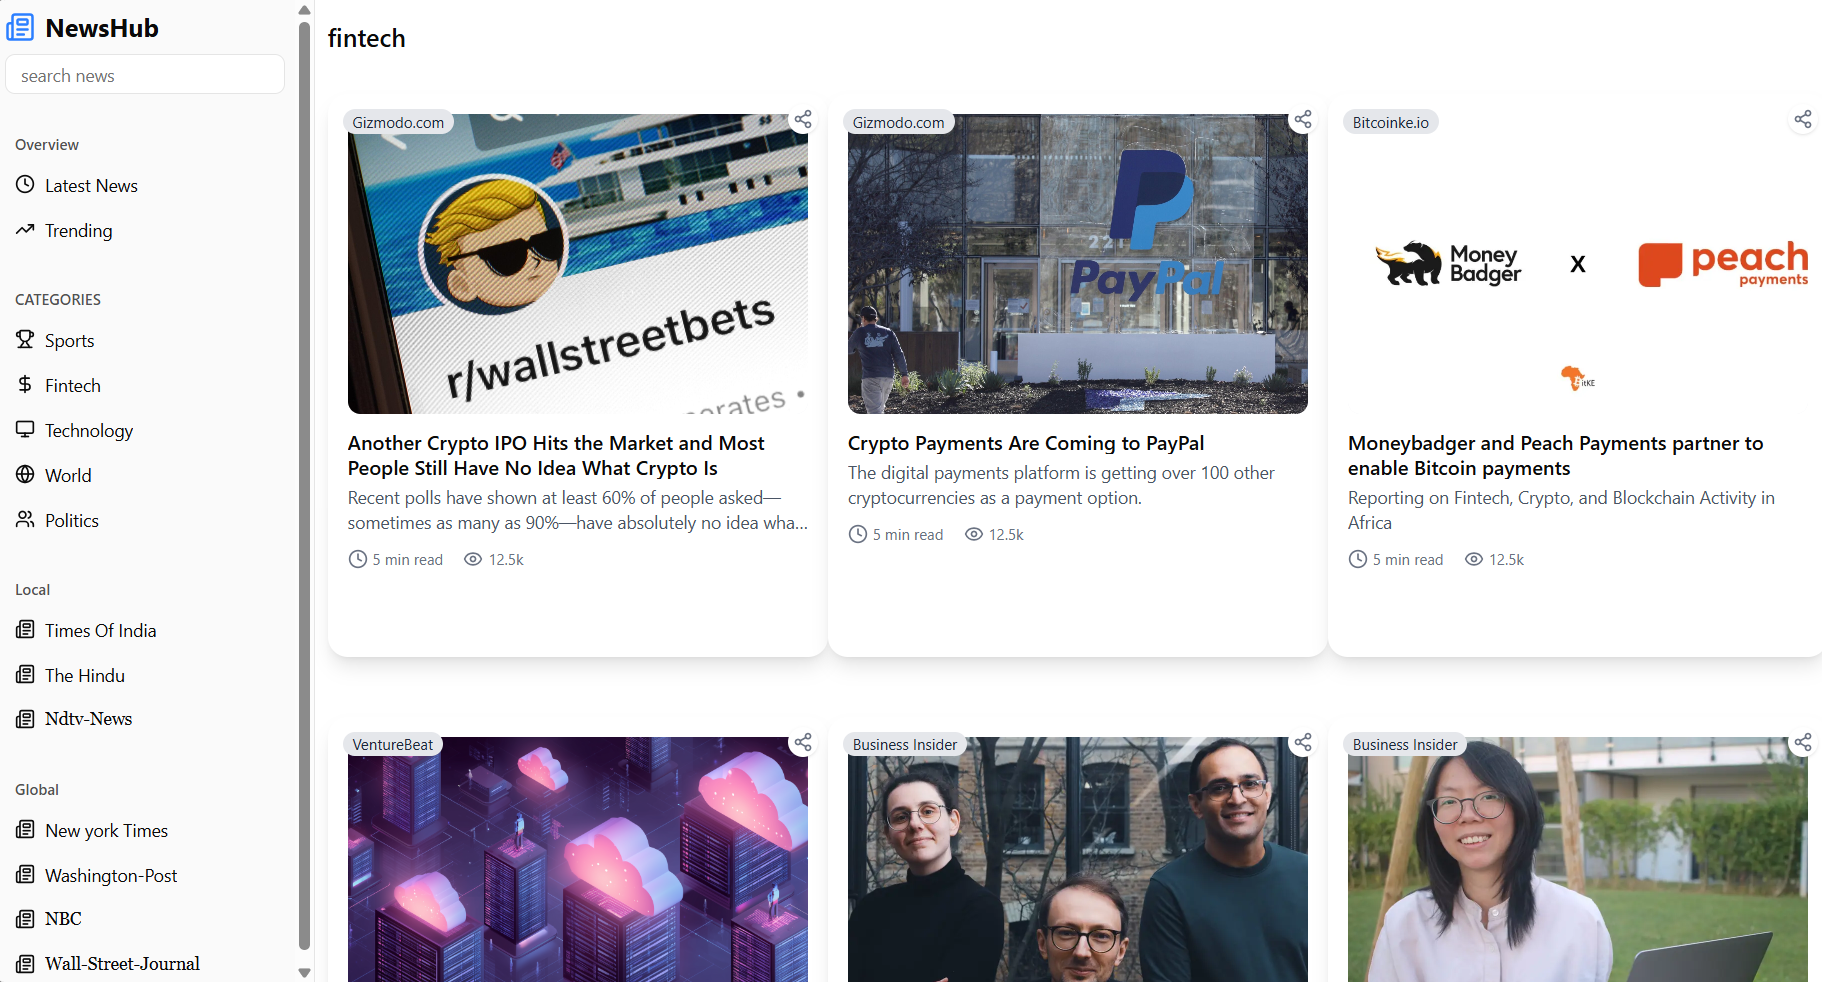 NewsHub
search news
Overview
Latest News
Trending
CATEGORIES
Sports
Fintech
Technology
World
Politics
Local
Times Of India
The Hindu
Ndtv-News
Global
New york Times
Washington-Post
NBC
Wall-Street-Journal
fintech
Gizmodo.com
r/wallstreetbets
Another Crypto IPO Hits the Market and Most
People Still Have No Idea What Crypto Is
Recent polls have shown at least 60% of people asked—
sometimes as many as 90%—have absolutely no idea wha...
5 min read 12.5k
Gizmodo.com
PayPal
Crypto Payments Are Coming to PayPal
The digital payments platform is getting over 100 other
cryptocurrencies as a payment option.
5 min read 12.5k
Bitcoinke.io
Money
Badger
X
peach
payments
Moneybadger and Peach Payments partner to
enable Bitcoin payments
Reporting on Fintech, Crypto, and Blockchain Activity in
Africa
5 min read 12.5k
VentureBeat
Business Insider
Business Insider